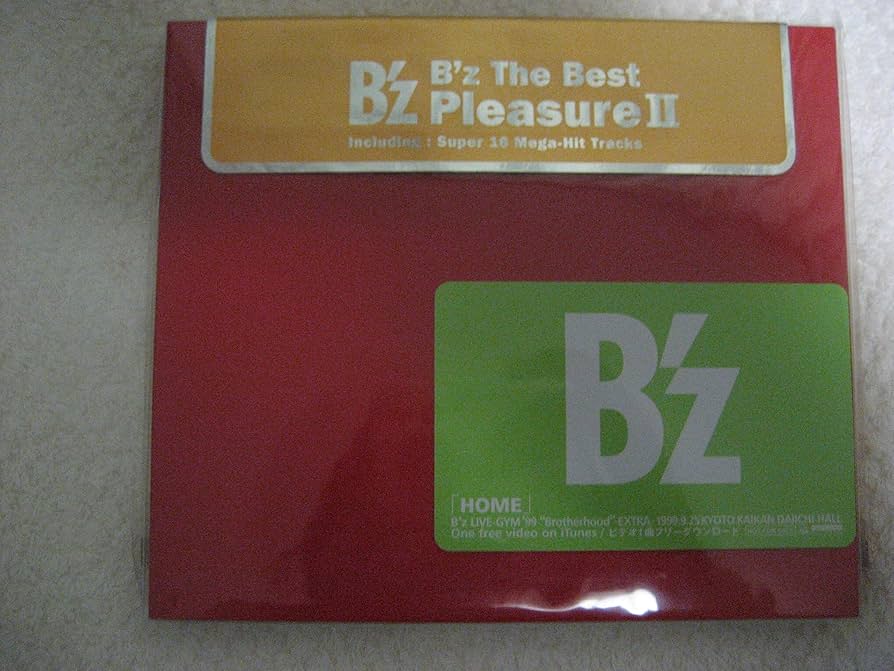 B'z
B'z The Best
Pleasure II
Including : Super 16 Mega-Hit Tracks
B'z
「HOME」
B'z LIVE-GYM '99 "Brotherhood" -EXTRA- 1999.9.25 KYOTO KAIKAN DAIICHI HALL
One free video on iTunes / ビデオ1曲フリーダウンロード